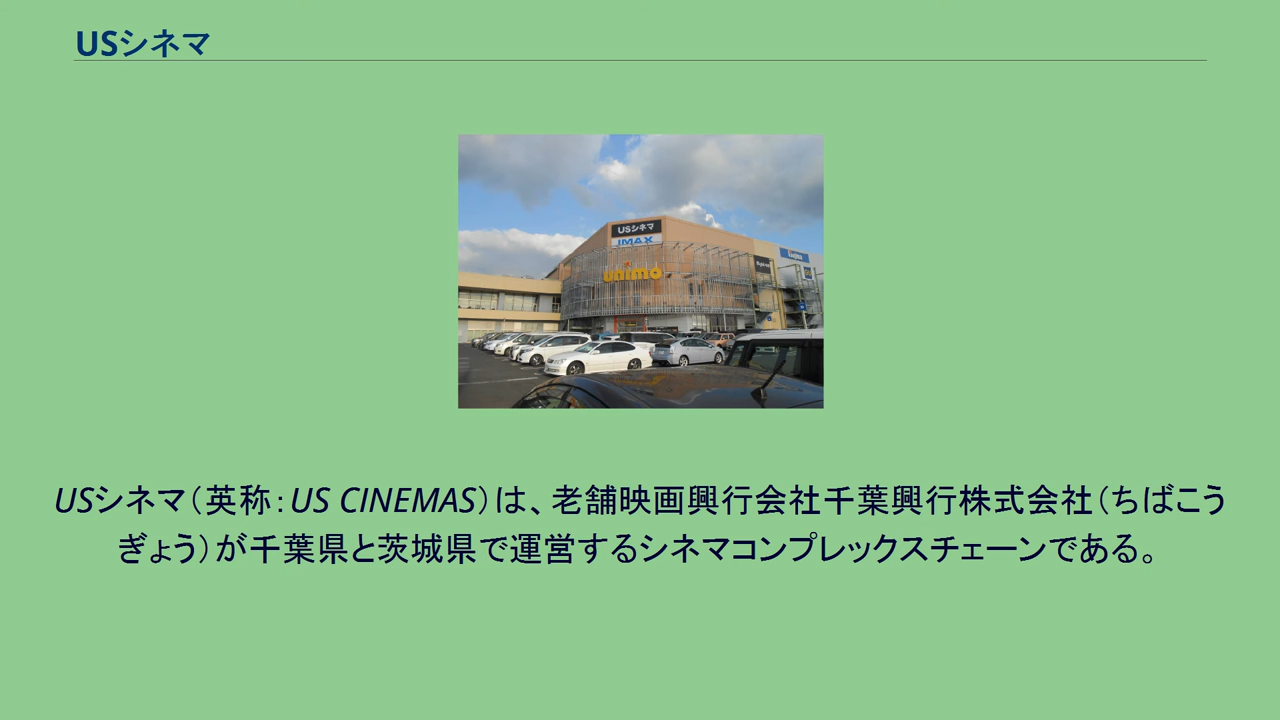 USシネマ
USシネマ
IMAX
unimo
USシネマ（英称：US CINEMAS）は、老舗映画興行会社千葉興行株式会社（ちばこう
ぎょう）が千葉県と茨城県で運営するシネマコンプレックスチェーンである。